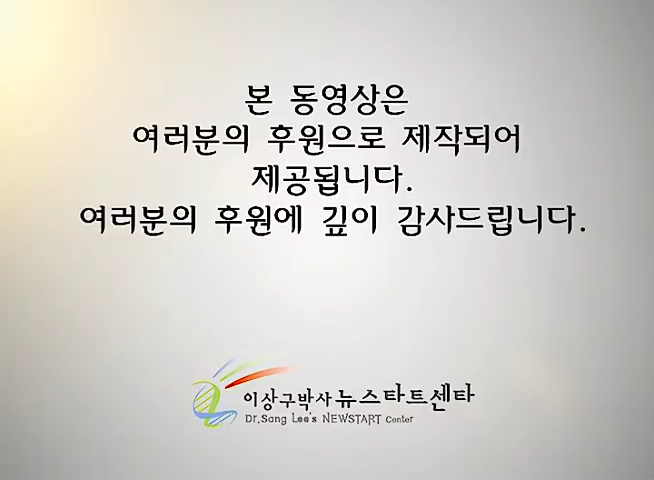 본 동영상은
여러분의 후원으로 제작되어
제공됩니다.
여러분의 후원에 깊이 감사드립니다.
이상구박사 뉴스타트센타
Dr.Sang Lee's NEWSTART Center